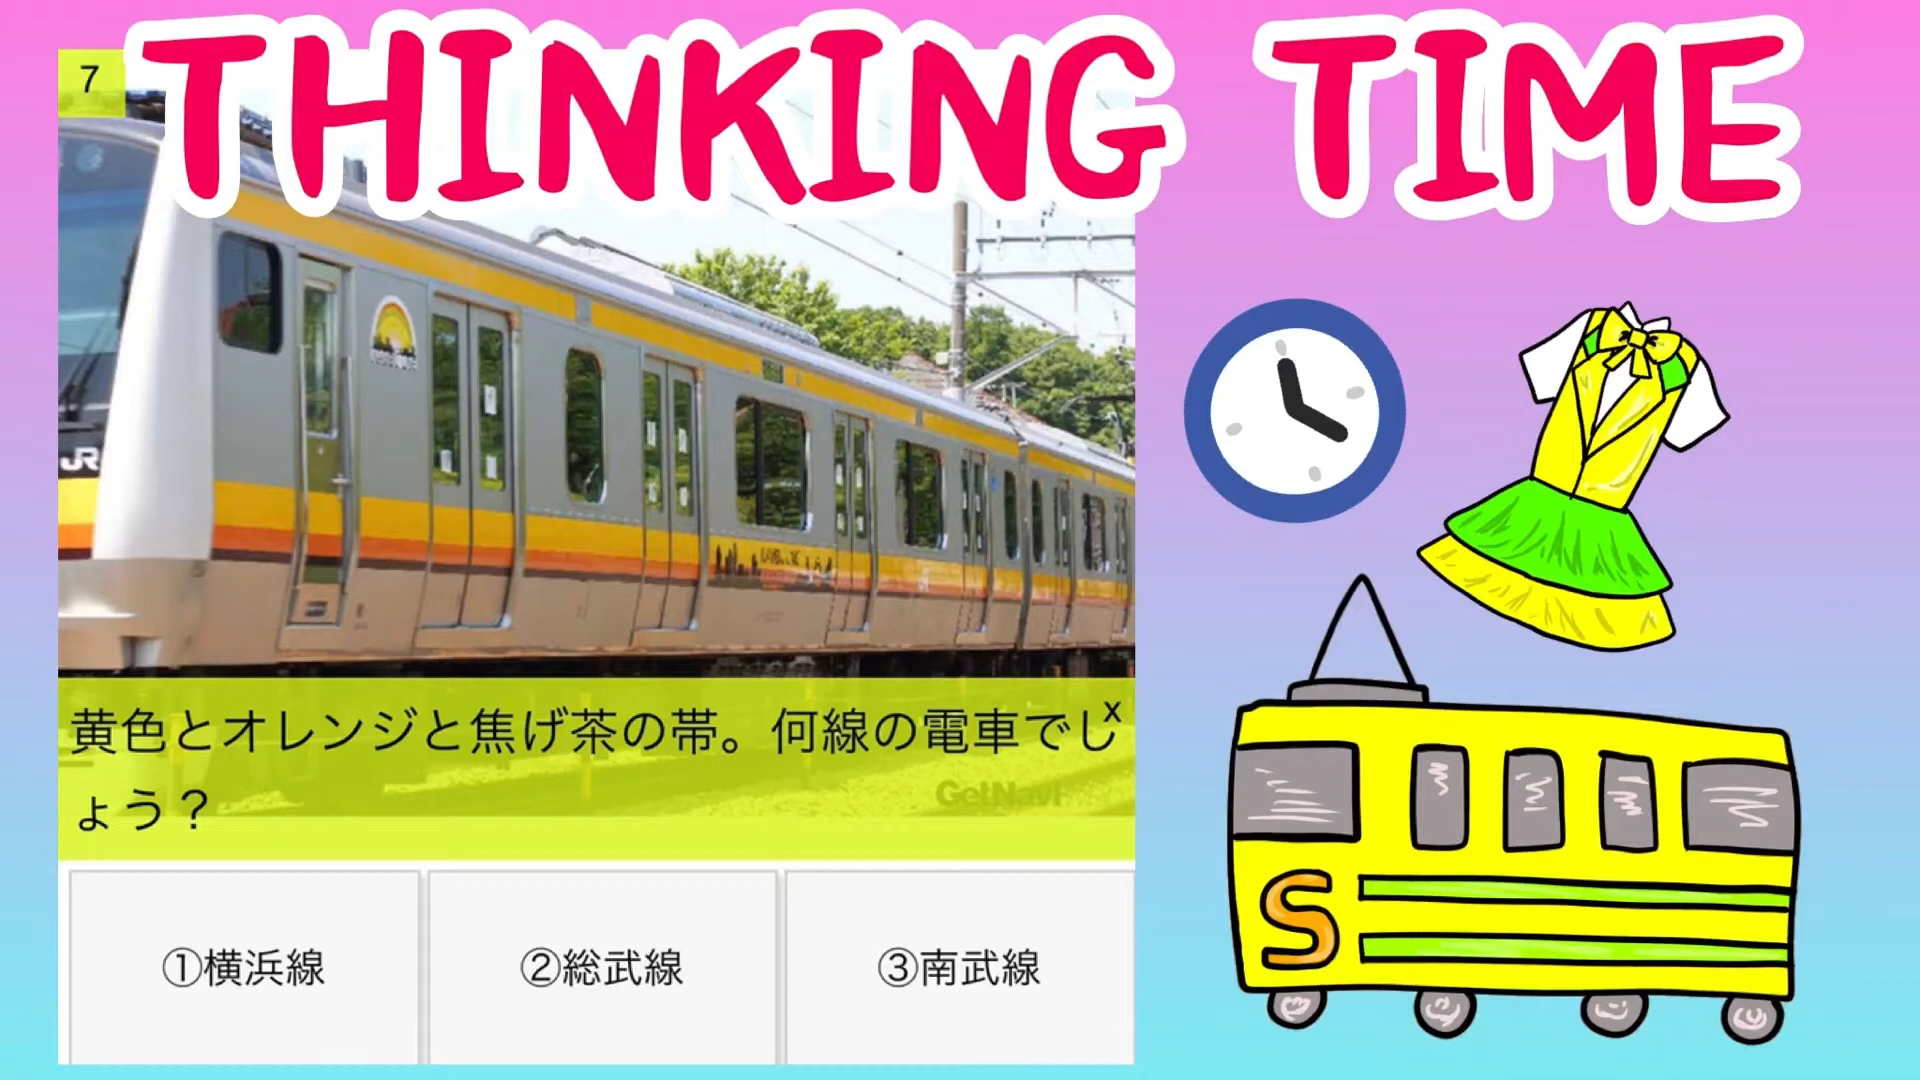 THINKING TIME
7
JR
黄色とオレンジと焦げ茶の帯。何線の電車でし
ょう？
x
GetNavi
①横浜線
②総武線
③南武線
S